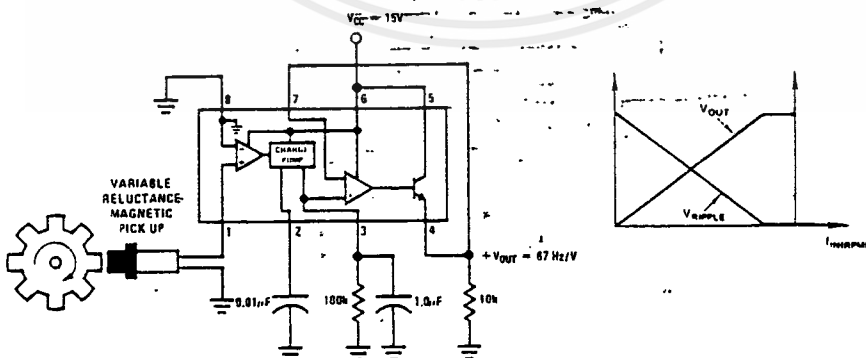 VCC = 15V
8
7
6
5
CHARGE
PUMP
VARIABLE
RELUCTANCE
MAGNETIC
PICK UP
1
2
3
4
+ VOUT = 67 Hz/V
0.01µF
180k
1.0µF
10k
VOUT
VRIPPLE